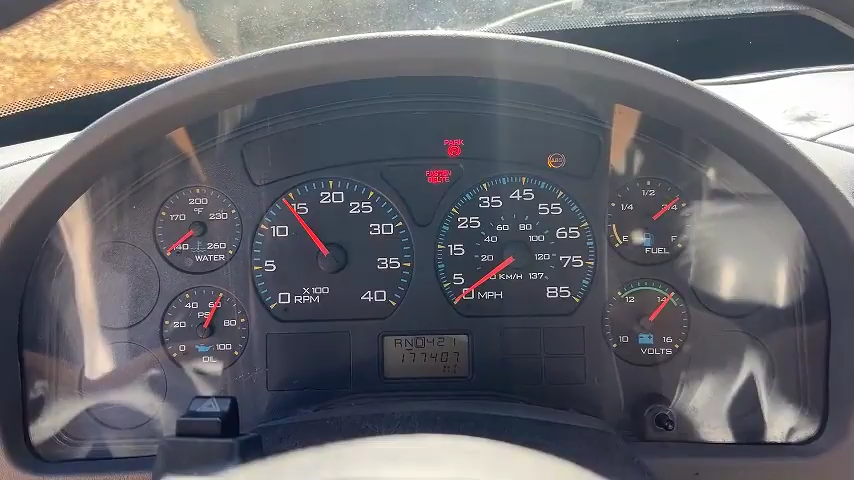 PARK
FASTEN
BELTS
ABS
200
°F
170 230
140 260
WATER
15 20 25
10 30
5 35
0 X 100 40
RPM
45
35 55
25 65
15 75
5 85
0 MPH
60 80
40 100
20 120
0 KM/H 137
1/2
1/4 3/4
E F
FUEL
40 60
PSI
20 80
0 100
OIL
12 14
10 16
VOLTS
177407